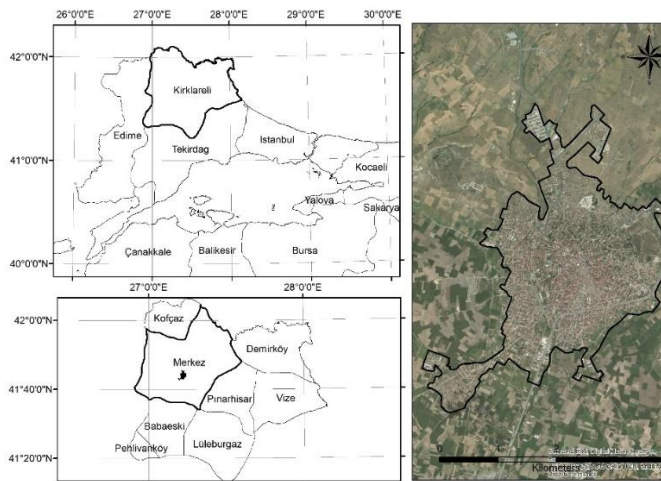 26°0'0"E 27°0'0"E 28°0'0"E 29°0'0"E 30°0'0"E
42°0'0"N
Kirklareli
Edirne
Tekirdag
Istanbul
41°0'0"N
Kocaeli
Yalova
Sakarya
Çanakkale Balikesir Bursa
40°0'0"N
27°0'0"E 28°0'0"E
Kofçaz
42°0'0"N
Demirköy
Merkez
41°40'0"N
Pınarhisar
Vize
Babaeski
Lüleburgaz
Pehlivanköy
41°20'0"N
0
Kilometers